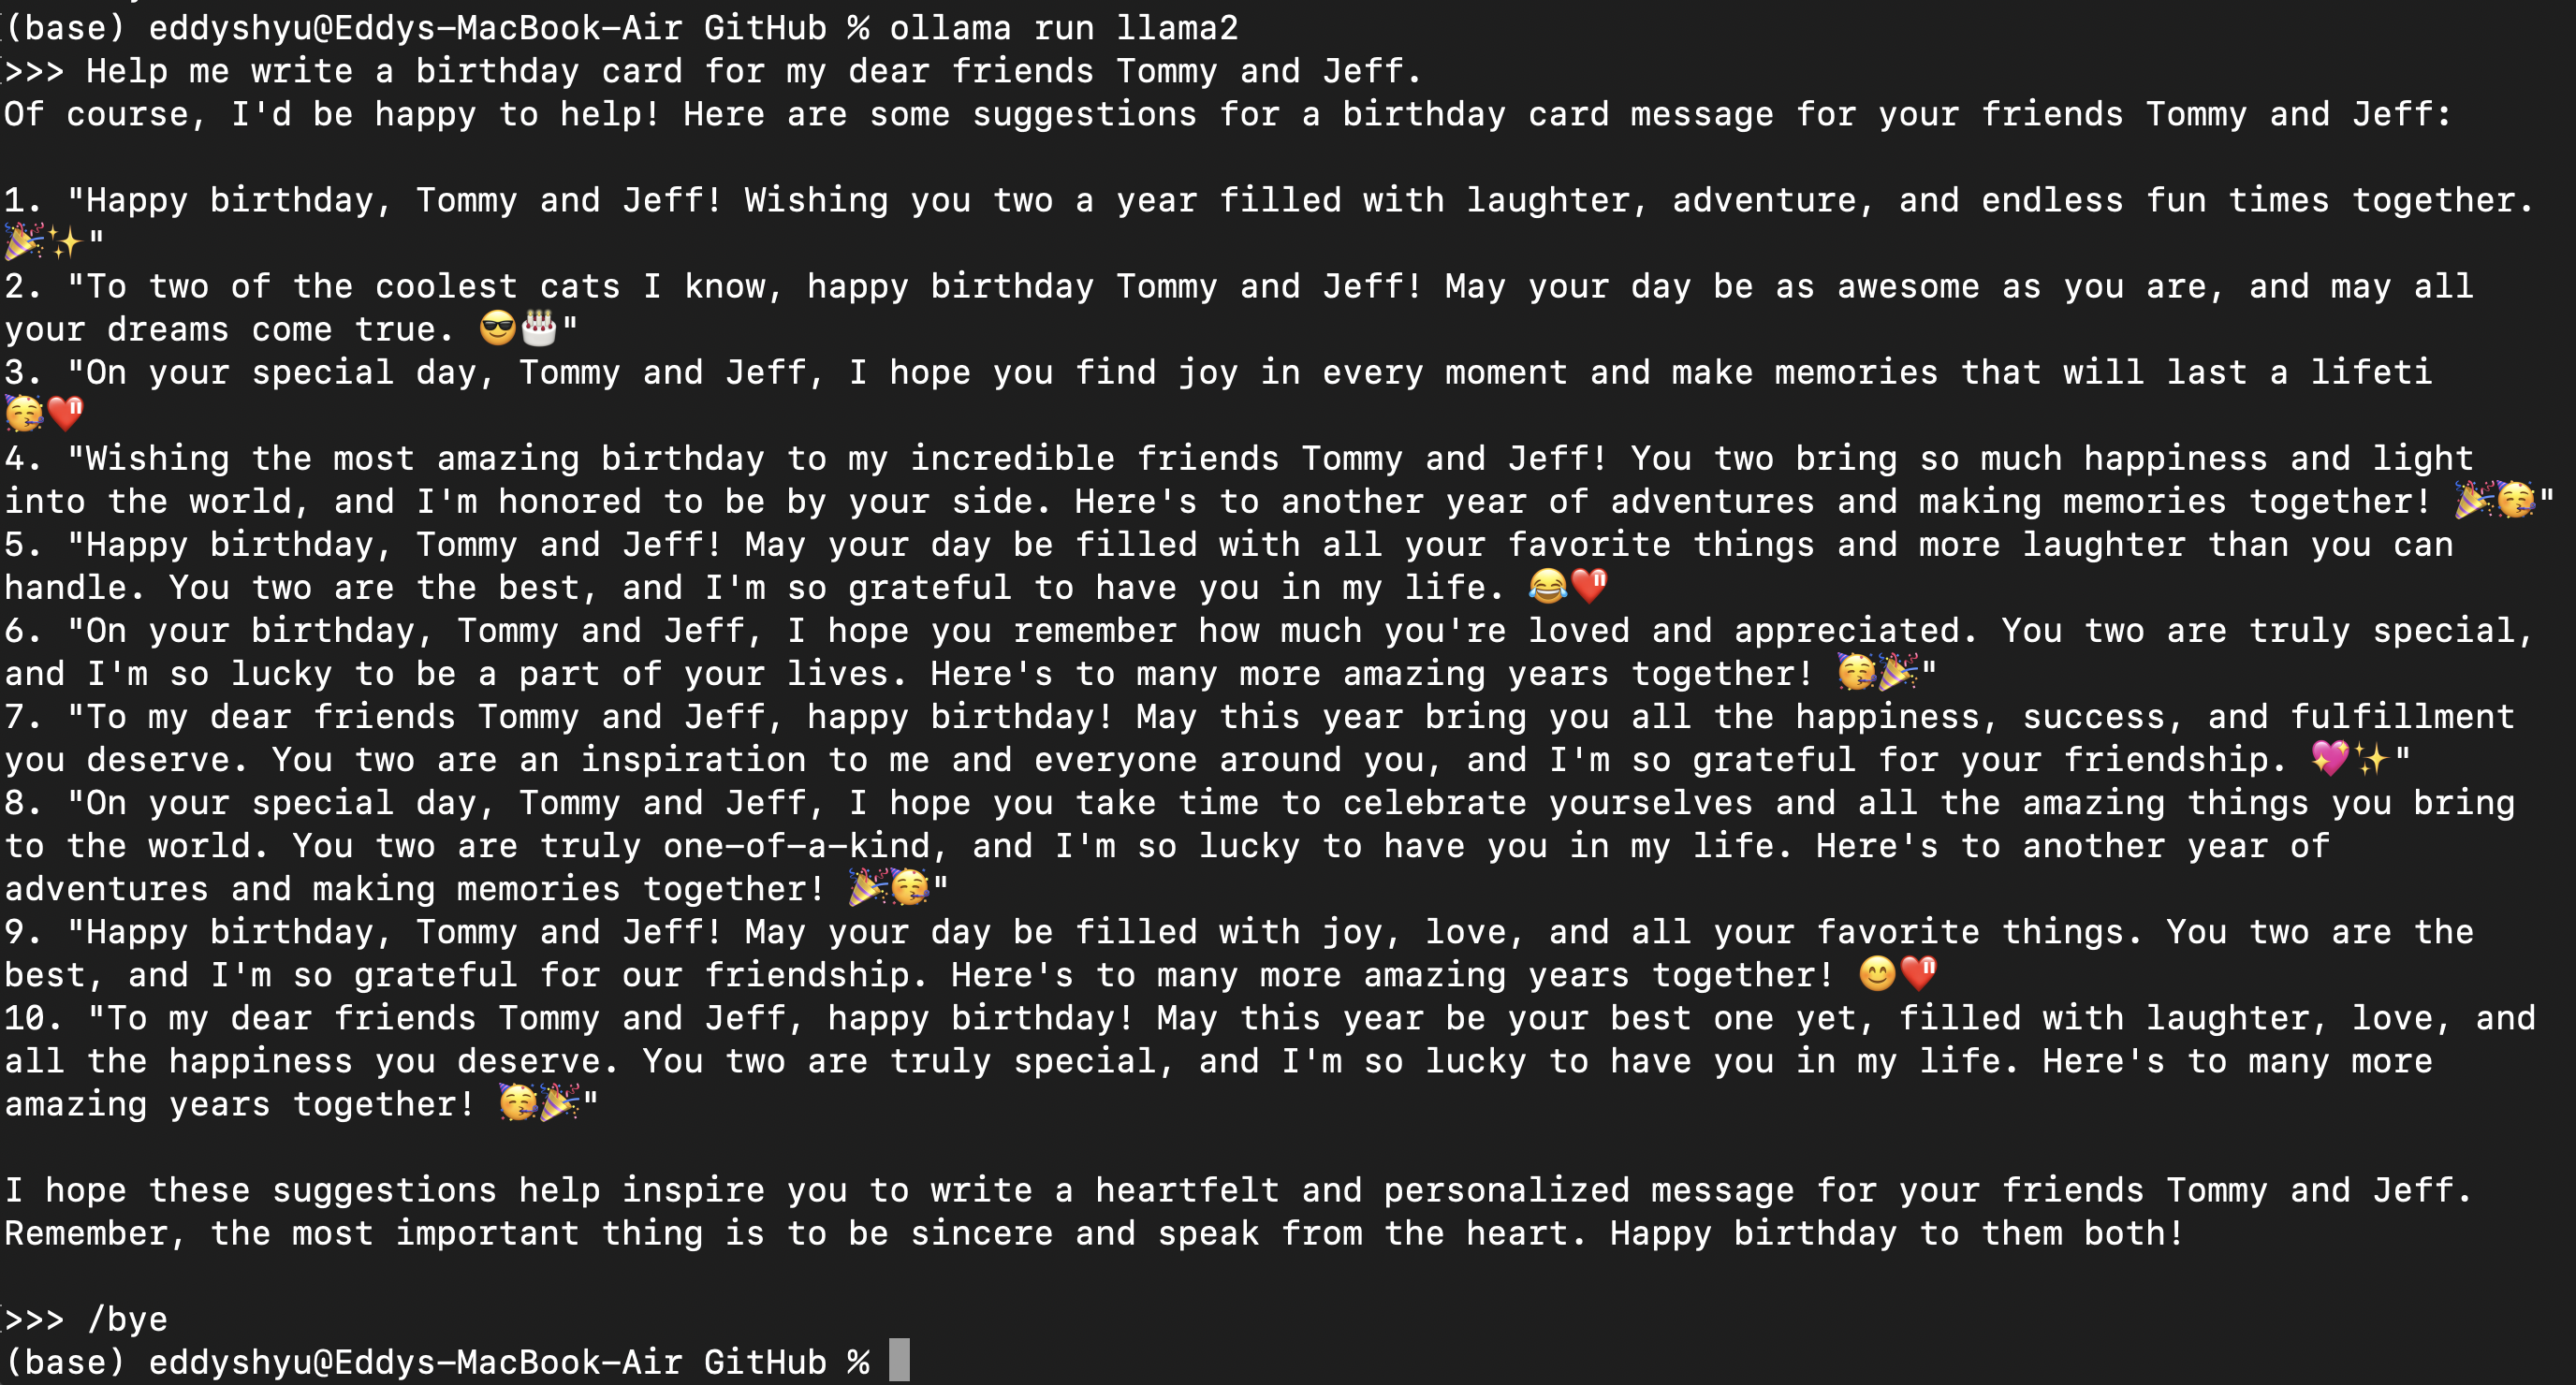 (base) eddyshyu@Eddys-MacBook-Air GitHub % ollama run llama2
>>> Help me write a birthday card for my dear friends Tommy and Jeff.
Of course, I'd be happy to help! Here are some suggestions for a birthday card message for your friends Tommy and Jeff:
1. "Happy birthday, Tommy and Jeff! Wishing you two a year filled with laughter, adventure, and endless fun times together.
🎉✨"
2. "To two of the coolest cats I know, happy birthday Tommy and Jeff! May your day be as awesome as you are, and may all
your dreams come true. 😎🎂"
3. "On your special day, Tommy and Jeff, I hope you find joy in every moment and make memories that will last a lifeti
🥳❤️"
4. "Wishing the most amazing birthday to my incredible friends Tommy and Jeff! You two bring so much happiness and light
into the world, and I'm honored to be by your side. Here's to another year of adventures and making memories together! 🎉🥳"
5. "Happy birthday, Tommy and Jeff! May your day be filled with all your favorite things and more laughter than you can
handle. You two are the best, and I'm so grateful to have you in my life. 😂❤️"
6. "On your birthday, Tommy and Jeff, I hope you remember how much you're loved and appreciated. You two are truly special,
and I'm so lucky to be a part of your lives. Here's to many more amazing years together! 🥳🎉"
7. "To my dear friends Tommy and Jeff, happy birthday! May this year bring you all the happiness, success, and fulfillment
you deserve. You two are an inspiration to me and everyone around you, and I'm so grateful for your friendship. 💖✨"
8. "On your special day, Tommy and Jeff, I hope you take time to celebrate yourselves and all the amazing things you bring
to the world. You two are truly one-of-a-kind, and I'm so lucky to have you in my life. Here's to another year of
adventures and making memories together! 🎉🥳"
9. "Happy birthday, Tommy and Jeff! May your day be filled with joy, love, and all your favorite things. You two are the
best, and I'm so grateful for our friendship. Here's to many more amazing years together! 😊❤️"
10. "To my dear friends Tommy and Jeff, happy birthday! May this year be your best one yet, filled with laughter, love, and
all the happiness you deserve. You two are truly special, and I'm so lucky to have you in my life. Here's to many more
amazing years together! 🥳🎉"
I hope these suggestions help inspire you to write a heartfelt and personalized message for your friends Tommy and Jeff.
Remember, the most important thing is to be sincere and speak from the heart. Happy birthday to them both!
>>> /bye
(base) eddyshyu@Eddys-MacBook-Air GitHub %